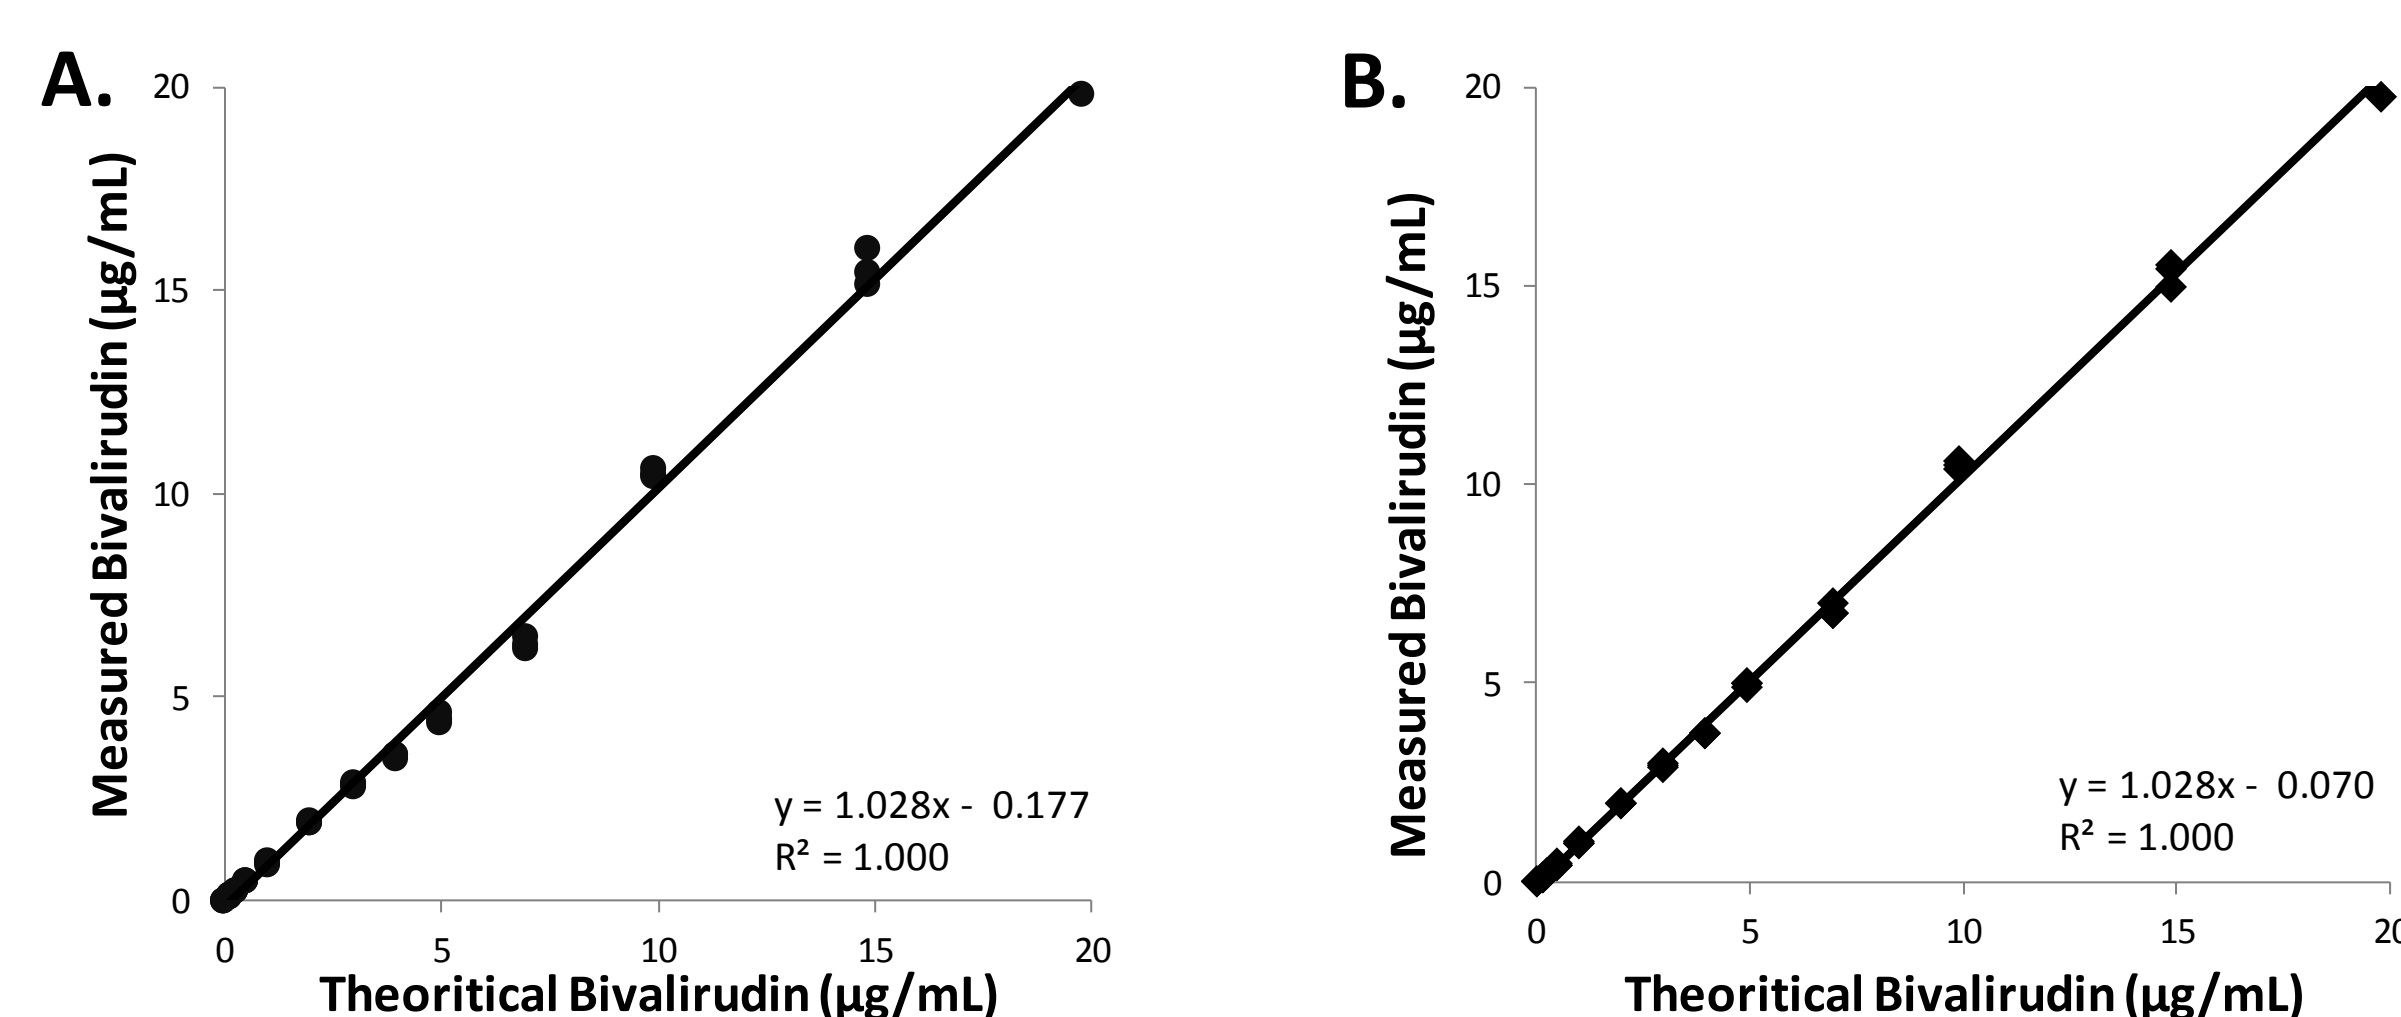 A.
Measured Bivalirudin (µg/mL)
20
15
10
5
0
y = 1.028x - 0.177
R² = 1.000
0 5 10 15 20
Theoritical Bivalirudin (µg/mL)
B.
Measured Bivalirudin (µg/mL)
20
15
10
5
0
y = 1.028x - 0.070
R² = 1.000
0 5 10 15 20
Theoritical Bivalirudin (µg/mL)